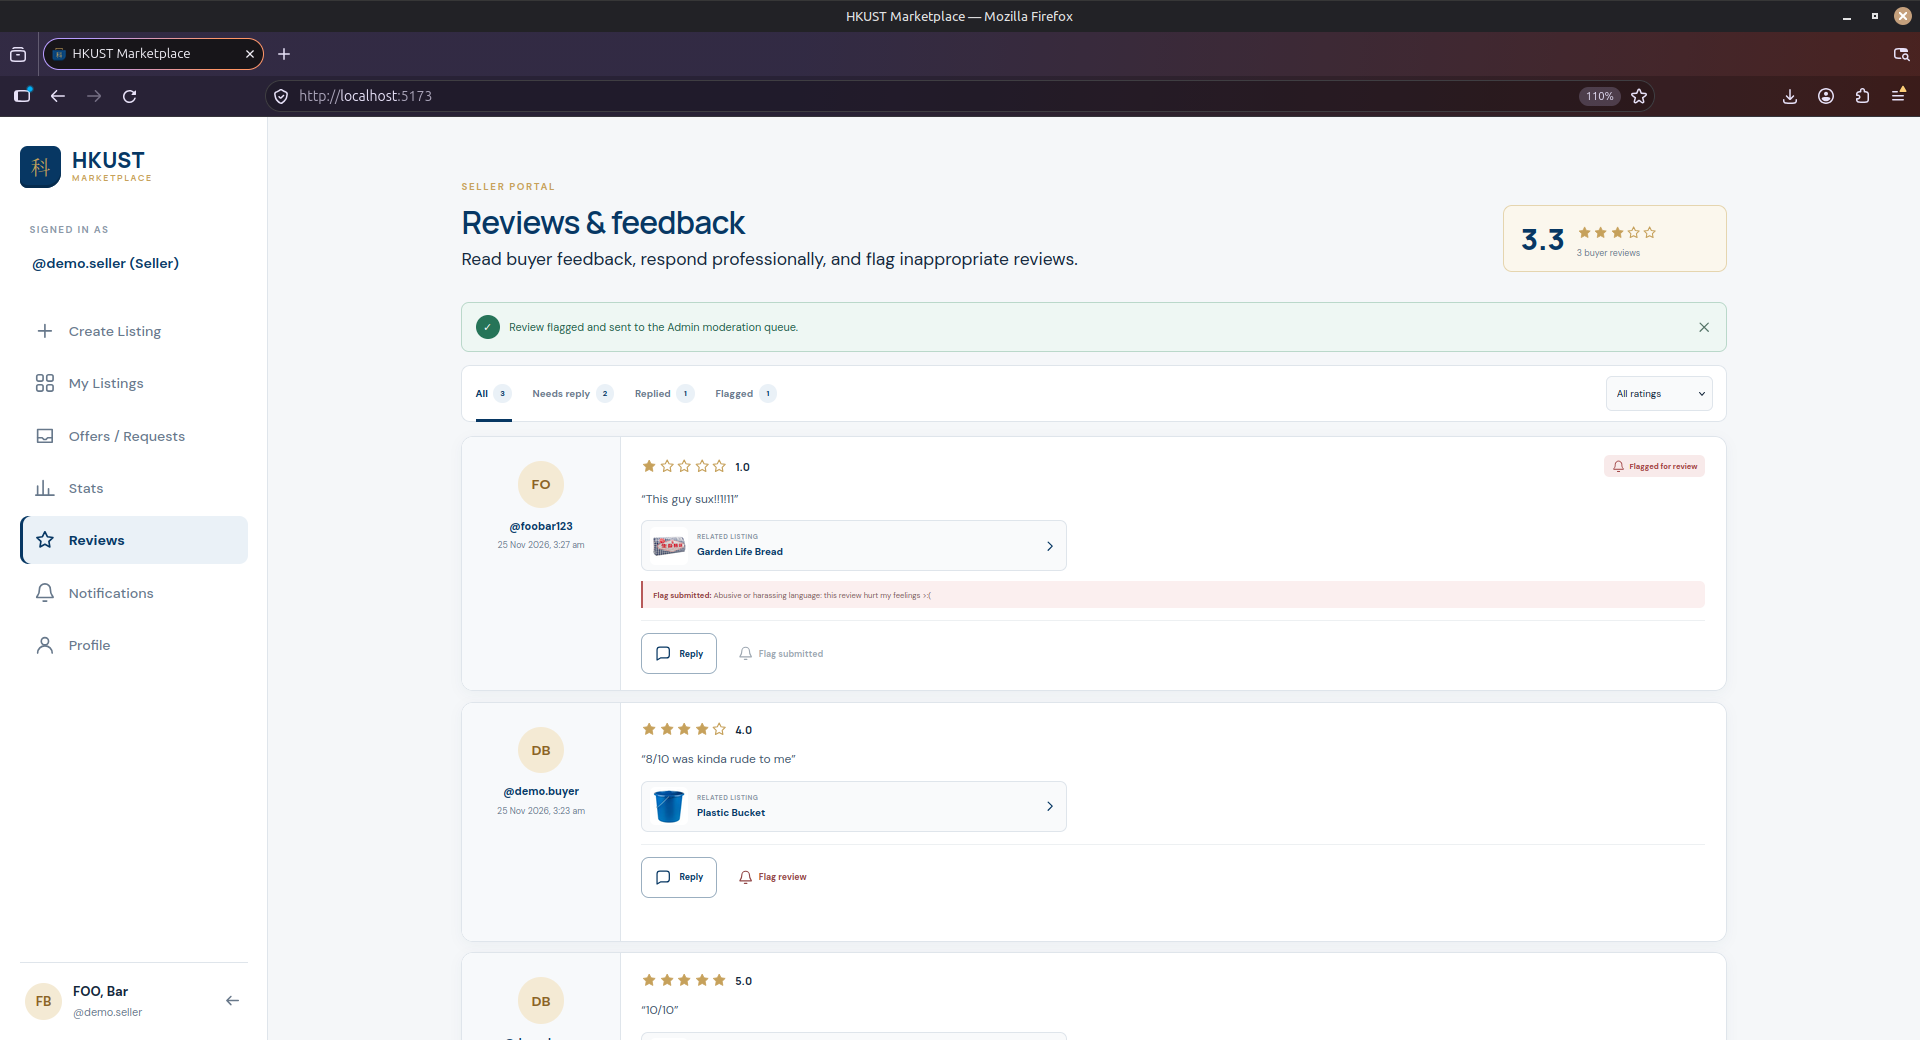 HKUST Marketplace — Mozilla Firefox
HKUST Marketplace
http://localhost:5173
110%
科
HKUST
MARKETPLACE
SIGNED IN AS
@demo.seller (Seller)
Create Listing
My Listings
Offers / Requests
Stats
Reviews
Notifications
Profile
FB
FOO, Bar
@demo.seller
SELLER PORTAL
Reviews & feedback
Read buyer feedback, respond professionally, and flag inappropriate reviews.
3.3
3 buyer reviews
Review flagged and sent to the Admin moderation queue.
All 3 Needs reply 2 Replied 1 Flagged 1
All ratings
FO
@foobar123
25 Nov 2026, 3:27 am
1.0
Flagged for review
“This guy sux!!1!11”
RELATED LISTING
Garden Life Bread
Flag submitted: Abusive or harassing language: this review hurt my feelings >:(
Reply
Flag submitted
DB
@demo.buyer
25 Nov 2026, 3:23 am
4.0
“8/10 was kinda rude to me”
RELATED LISTING
Plastic Bucket
Reply
Flag review
DB
5.0
“10/10”